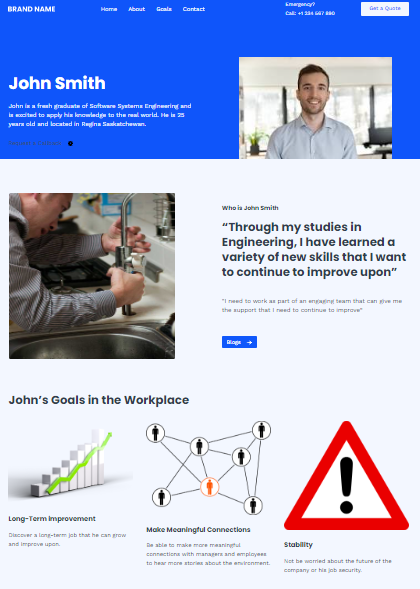 BRAND NAME
Home
About
Goals
Contact
Emergency?
Call: +1 234 567 890
Get a Quote
John Smith
John is a fresh graduate of Software Systems Engineering and
is excited to apply his knowledge to the real world. He is 25
years old and located in Regina Saskatchewan.
Who is John Smith
“Through my studies in
Engineering, I have learned a
variety of new skills that I want
to continue to improve upon”
"I need to work as part of an engaging team that can give me
the support that I need to continue to improve"
Blogs
John’s Goals in the Workplace
Long-Term Improvement
Discover a long-term job that he can grow
and improve upon.
Make Meaningful Connections
Be able to make more meaningful
connections with managers and employees
to hear more stories about the environment.
Stability
Not be worried about the future of the
company or his job security.